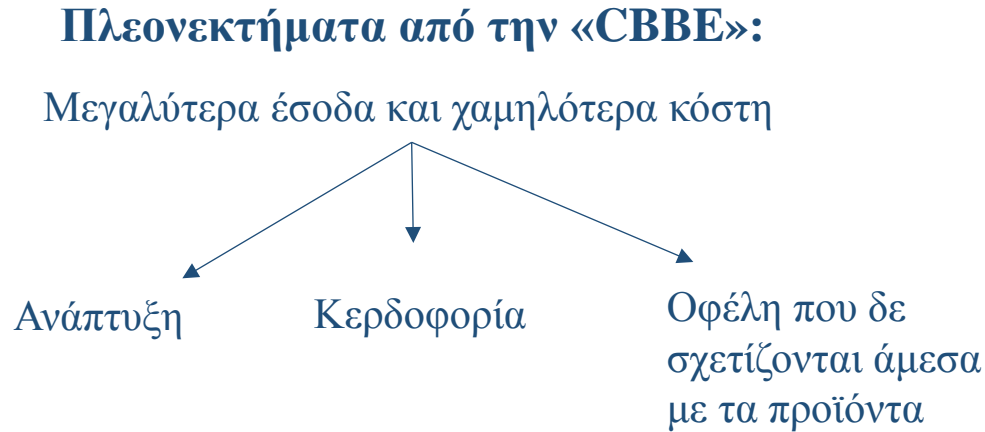 Πλεονεκτήματα από την «CBBE»:
Μεγαλύτερα έσοδα και χαμηλότερα κόστη
Ανάπτυξη
Κερδοφορία
Οφέλη που δε
σχετίζονται άμεσα
με τα προϊόντα